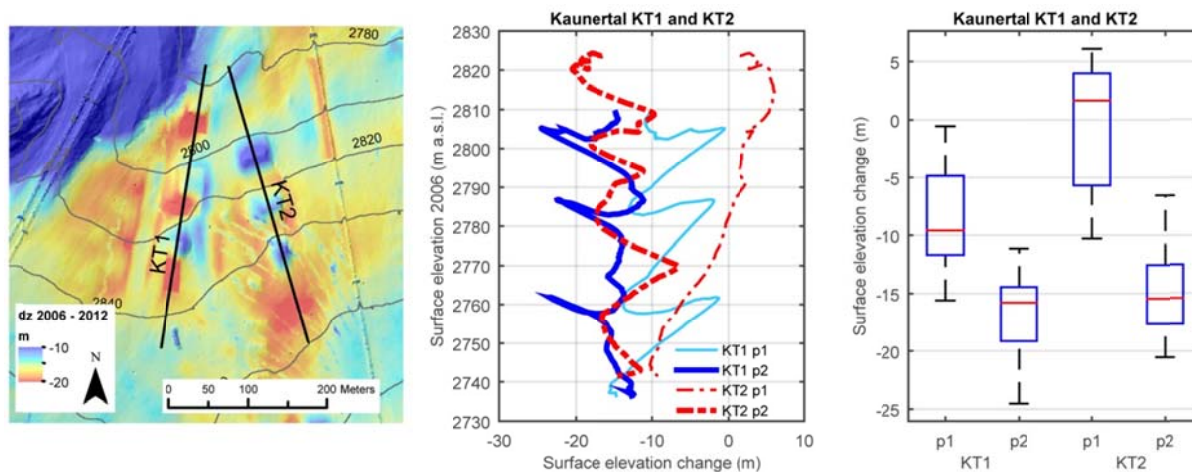 2780
2800
2820
KT1
KT2
2840
dz 2006 - 2012
m
-10
-20
N
0 50 100 200 Meters
Kaunertal KT1 and KT2
2830
2820
2810
2800
2790
2780
2770
2760
2750
2740
2730
Surface elevation 2006 (m a.s.l.)
KT1 p1
KT1 p2
KT2 p1
KT2 p2
-30 -20 -10 0 10
Surface elevation change (m)
Kaunertal KT1 and KT2
5
0
-5
-10
-15
-20
-25
Surface elevation change (m)
p1 p2 p1 p2
KT1 KT2